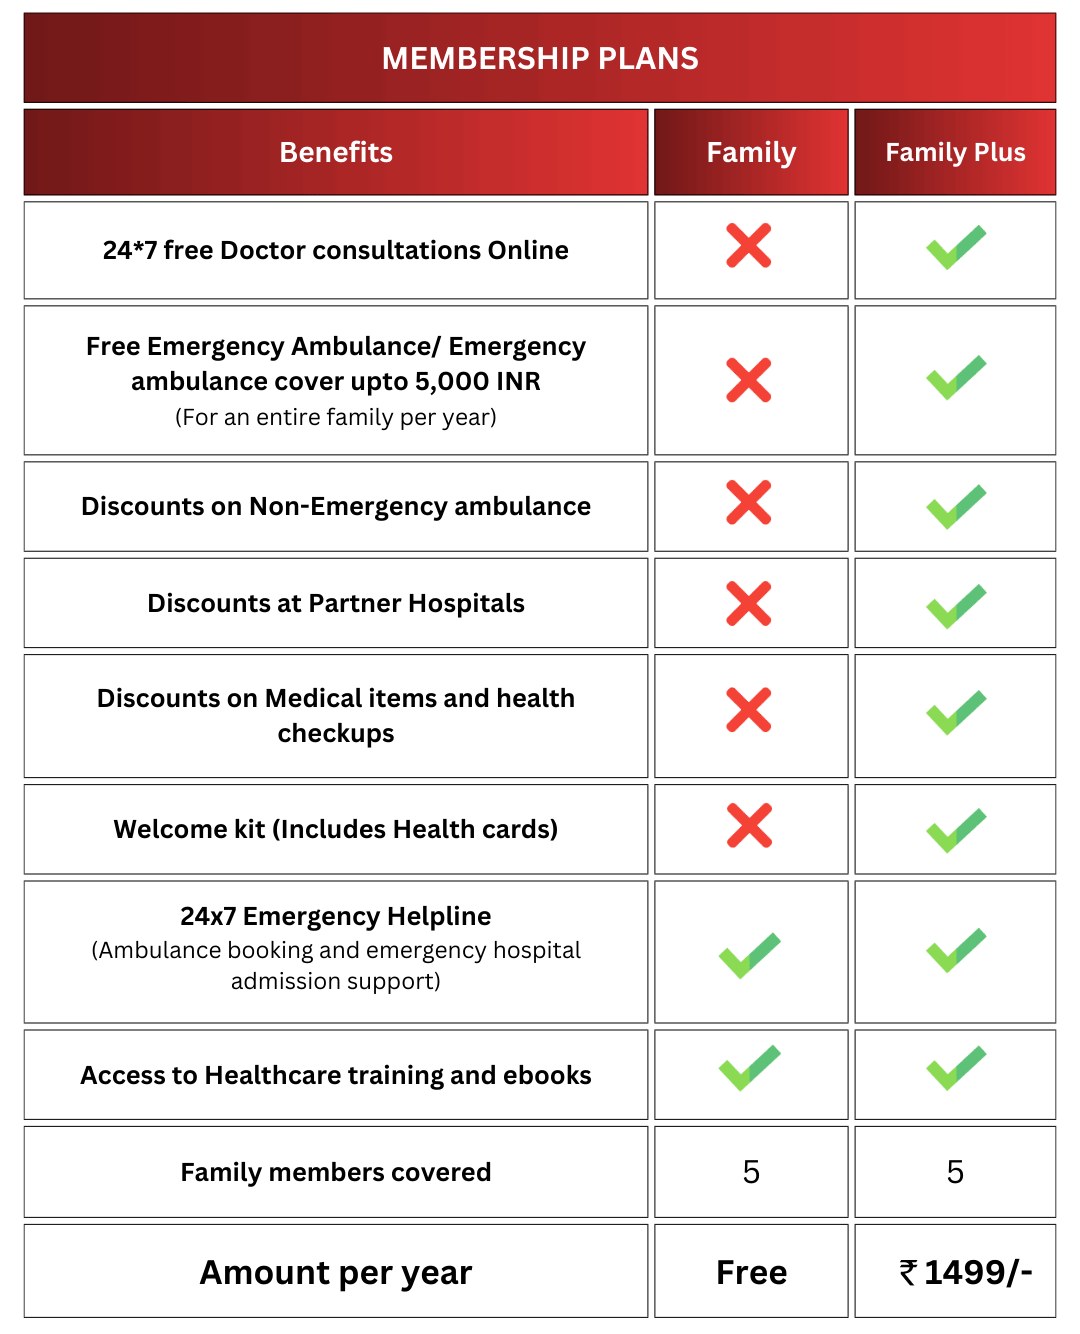 MEMBERSHIP PLANS
Benefits
Family
Family Plus
24*7 free Doctor consultations Online
Free Emergency Ambulance/ Emergency
ambulance cover upto 5,000 INR
(For an entire family per year)
Discounts on Non-Emergency ambulance
Discounts at Partner Hospitals
Discounts on Medical items and health
checkups
Welcome kit (Includes Health cards)
24x7 Emergency Helpline
(Ambulance booking and emergency hospital
admission support)
Access to Healthcare training and ebooks
Family members covered
5
5
Amount per year
Free
₹ 1499/-